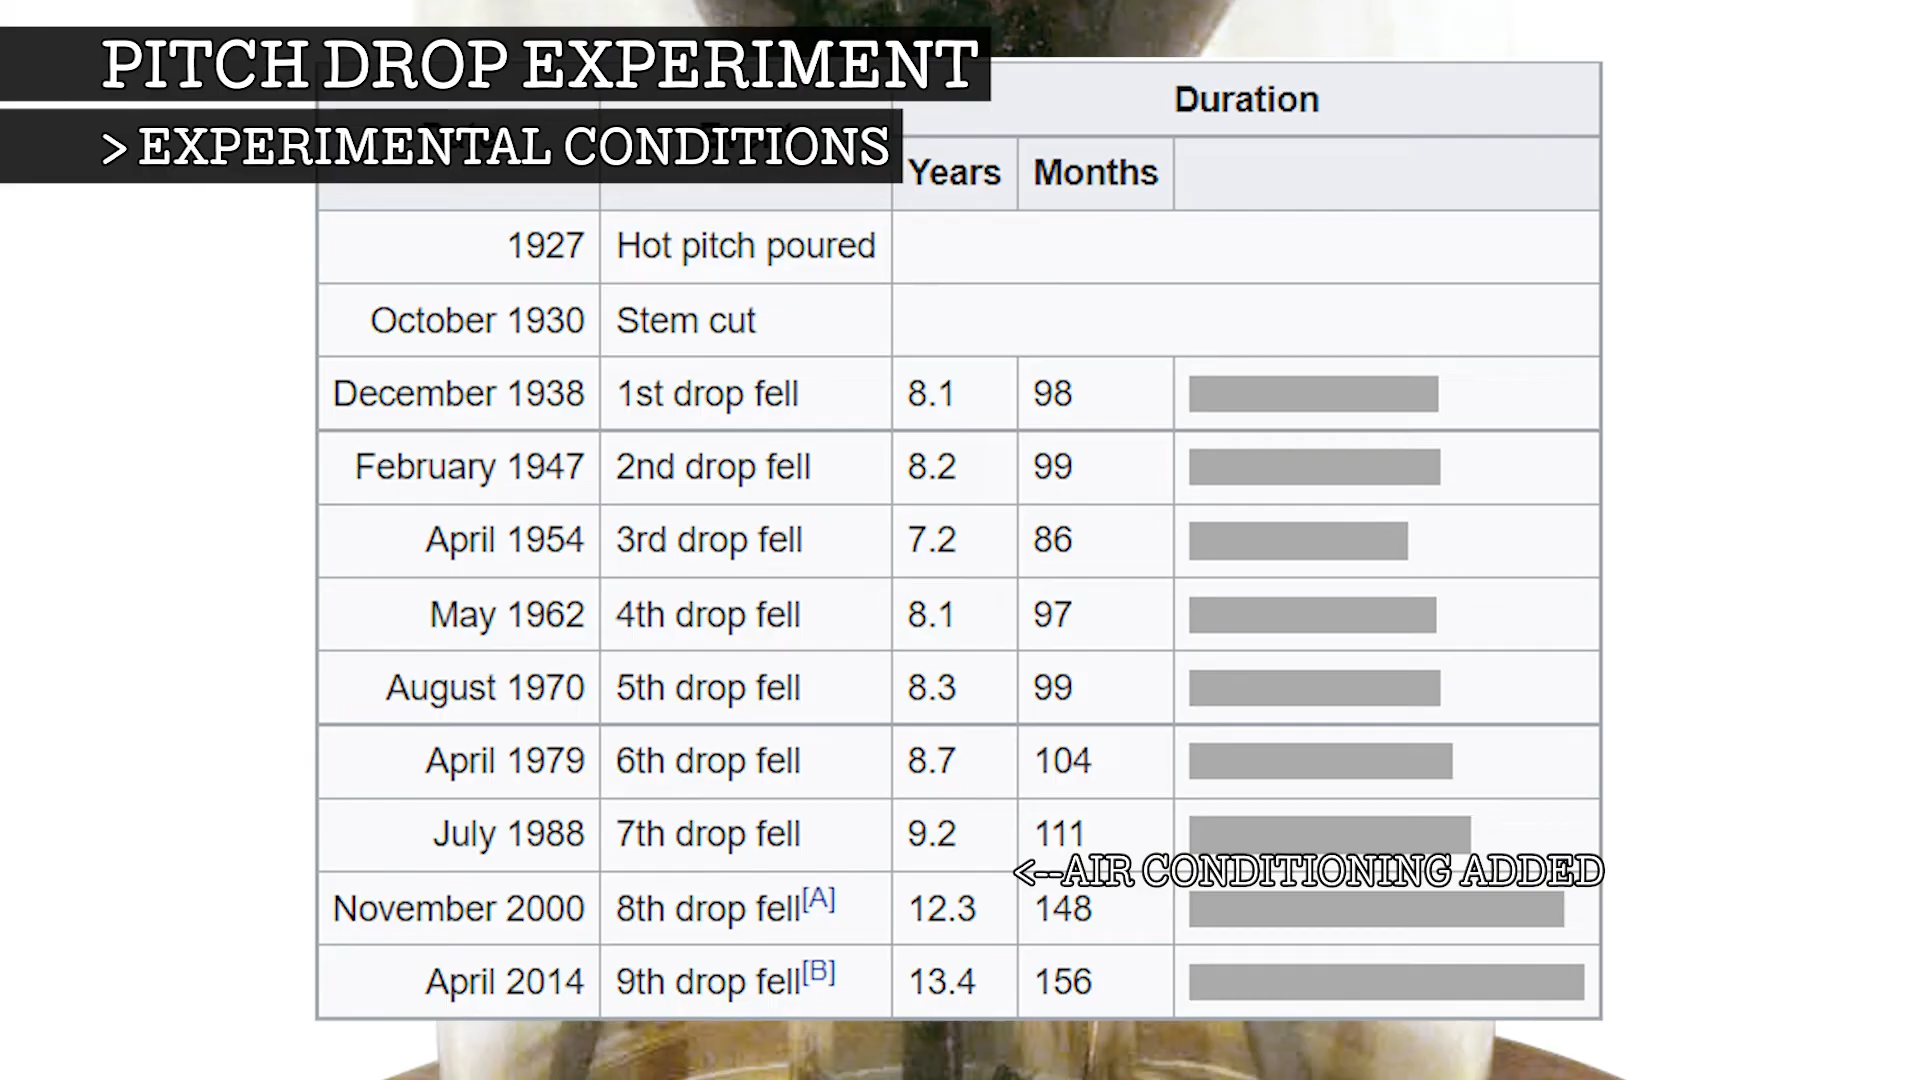 PITCH DROP EXPERIMENT
> EXPERIMENTAL CONDITIONS
Duration
Years Months
1927 Hot pitch poured
October 1930 Stem cut
December 1938 1st drop fell 8.1 98
February 1947 2nd drop fell 8.2 99
April 1954 3rd drop fell 7.2 86
May 1962 4th drop fell 8.1 97
August 1970 5th drop fell 8.3 99
April 1979 6th drop fell 8.7 104
July 1988 7th drop fell 9.2 111
<--AIR CONDITIONING ADDED
November 2000 8th drop fell[A] 12.3 148
April 2014 9th drop fell[B] 13.4 156